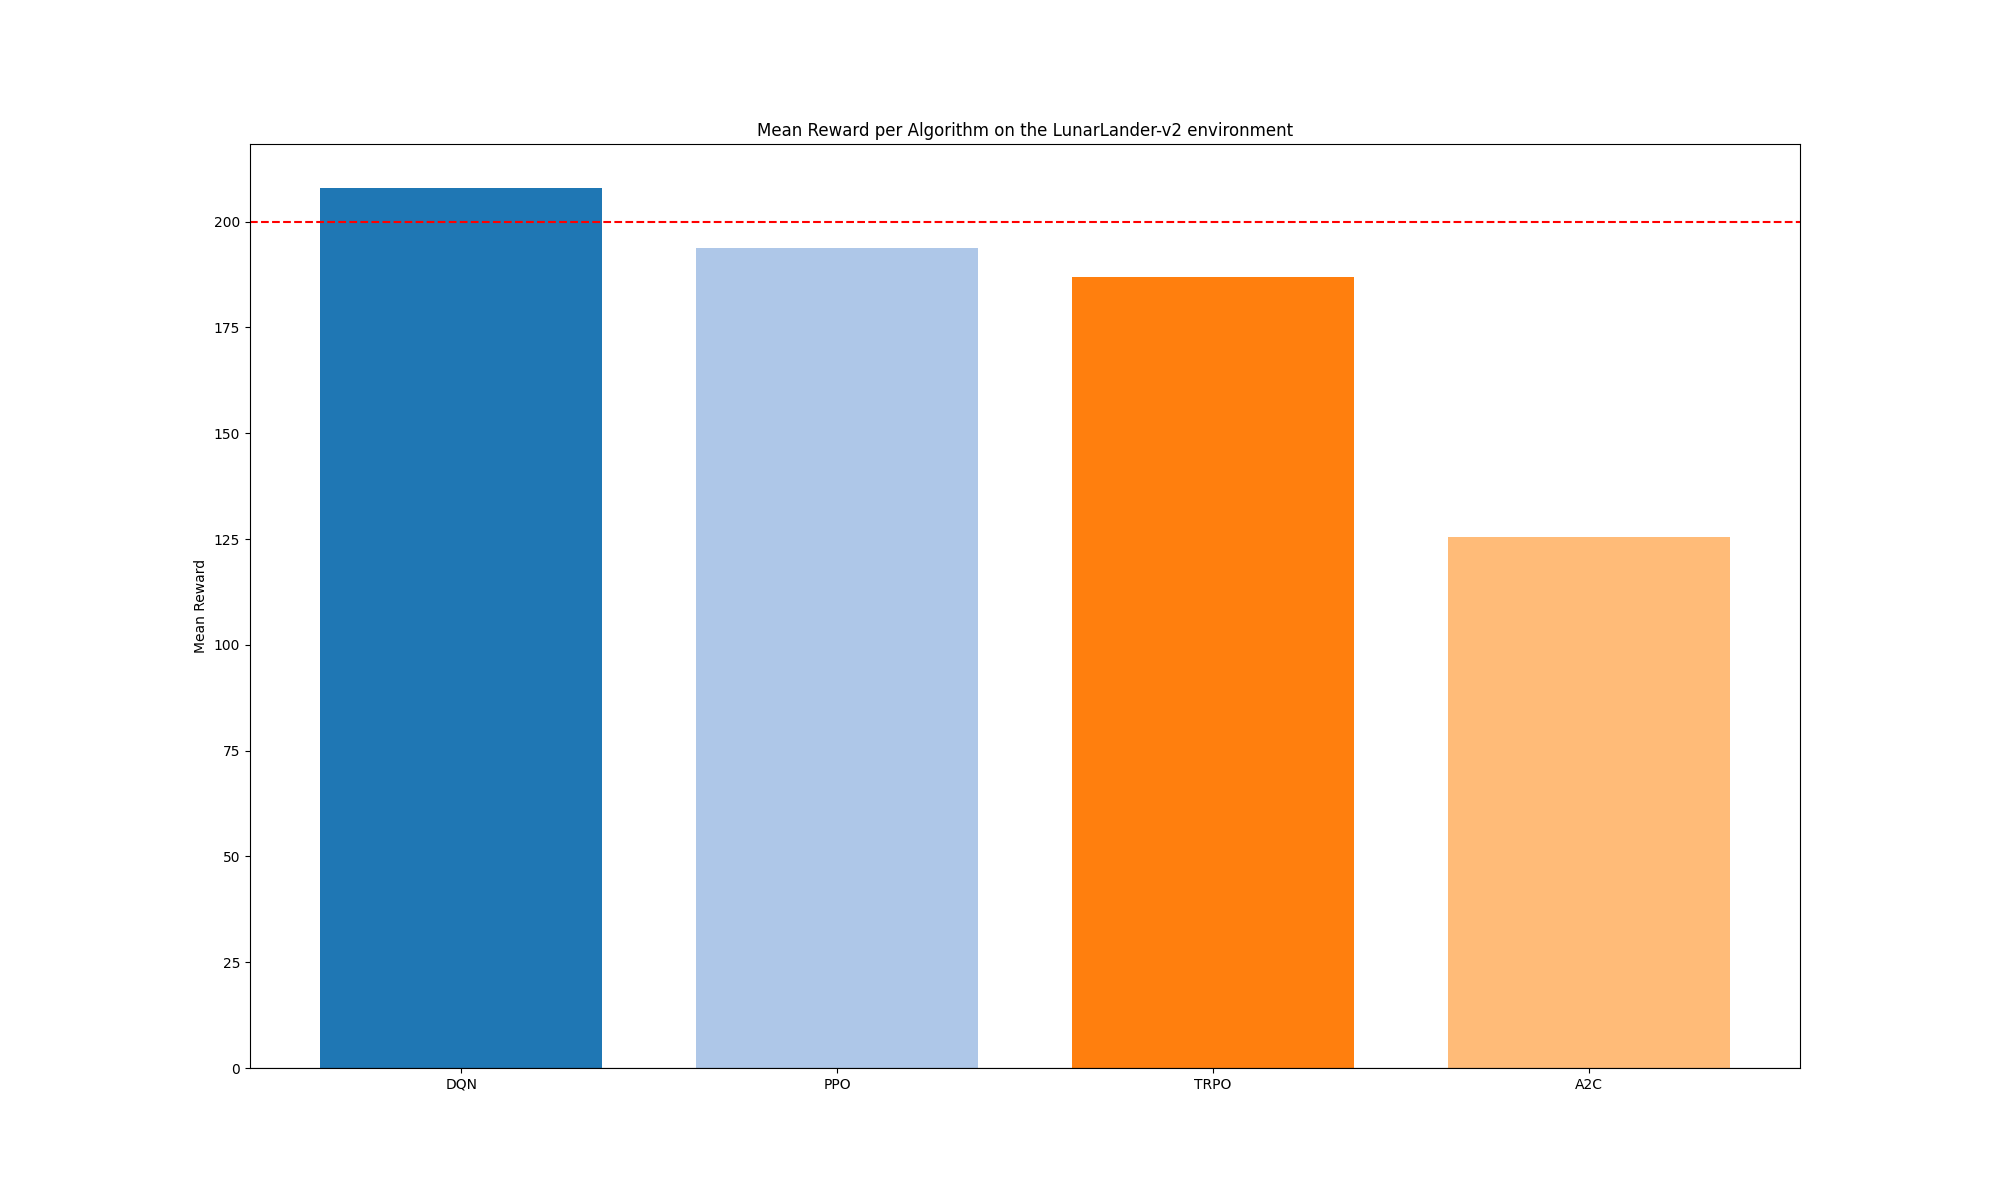 Mean Reward per Algorithm on the LunarLander-v2 environment
Mean Reward
200
175
150
125
100
75
50
25
0
DQN
PPO
TRPO
A2C